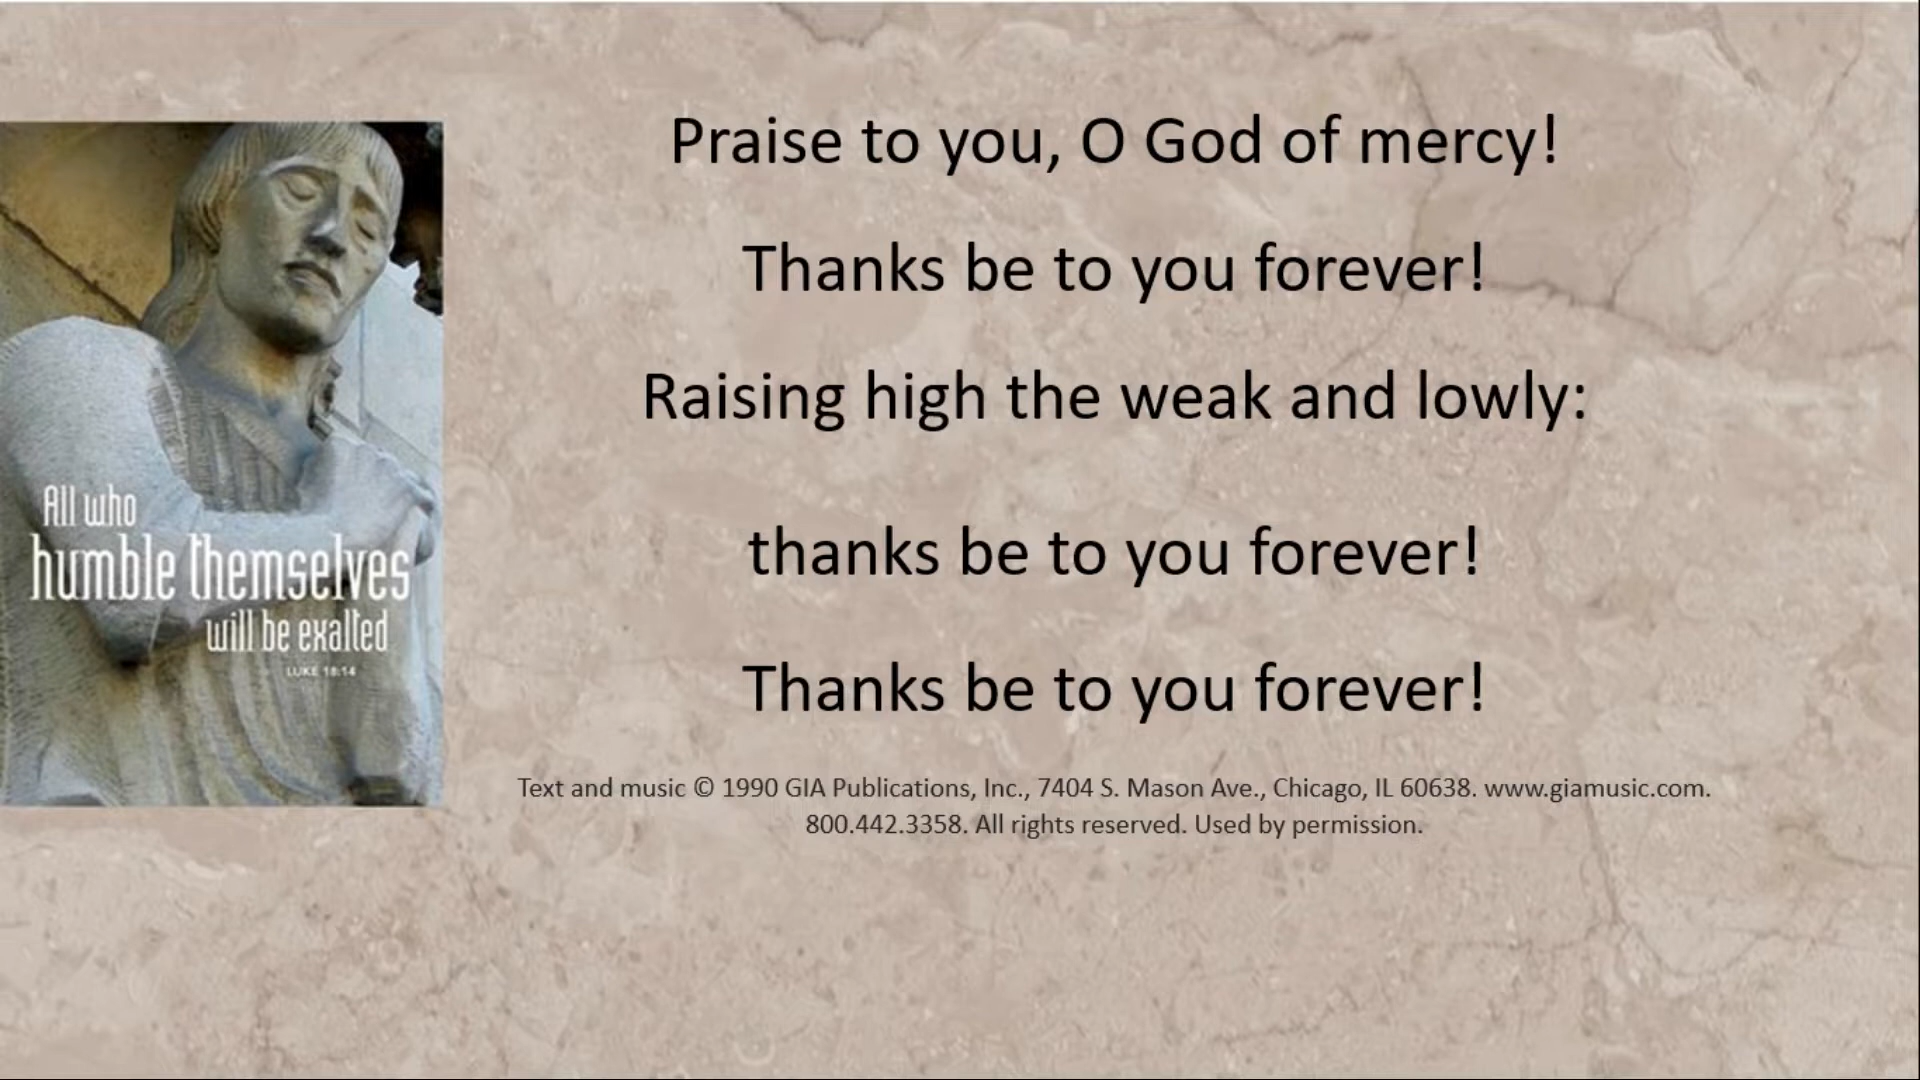 Praise to you, O God of mercy!
Thanks be to you forever!
Raising high the weak and lowly:
thanks be to you forever!
Thanks be to you forever!
Text and music © 1990 GIA Publications, Inc., 7404 S. Mason Ave., Chicago, IL 60638. www.giamusic.com.
800.442.3358. All rights reserved. Used by permission.
All who
humble themselves
will be exalted
LUKE 18:14